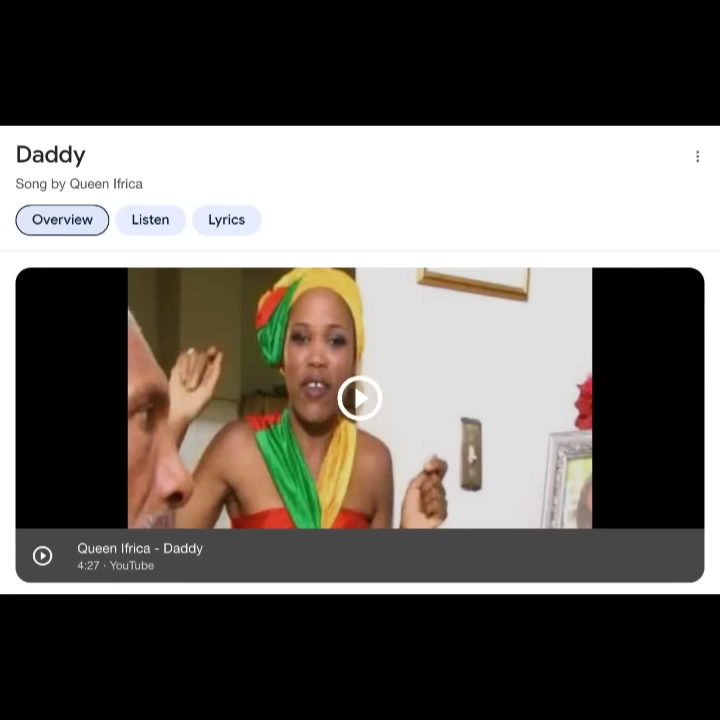 Daddy
Song by Queen Ifrica
Overview
Listen
Lyrics
Queen Ifrica - Daddy
4:27 · YouTube